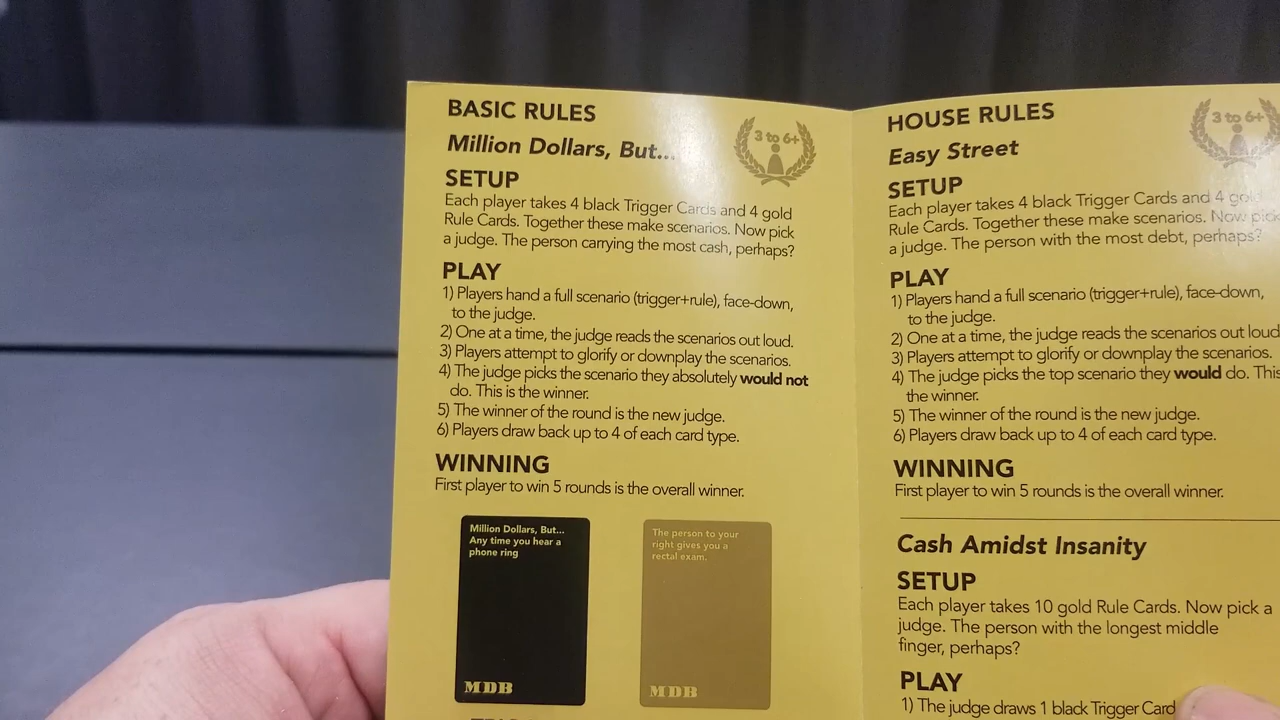 BASIC RULES
3 to 6+
Million Dollars, But...
SETUP
Each player takes 4 black Trigger Cards and 4 gold
Rule Cards. Together these make scenarios. Now pick
a judge. The person carrying the most cash, perhaps?
PLAY
1) Players hand a full scenario (trigger+rule), face-down,
to the judge.
2) One at a time, the judge reads the scenarios out loud.
3) Players attempt to glorify or downplay the scenarios.
4) The judge picks the scenario they absolutely would not
do. This is the winner.
5) The winner of the round is the new judge.
6) Players draw back up to 4 of each card type.
WINNING
First player to win 5 rounds is the overall winner.
Million Dollars, But...
Any time you hear a
phone ring
MDB
The person to your
right gives you a
rectal exam.
MDB
HOUSE RULES
3 to 6+
Easy Street
SETUP
Each player takes 4 black Trigger Cards and 4 gold
Rule Cards. Together these make scenarios. Now pick
a judge. The person with the most debt, perhaps?
PLAY
1) Players hand a full scenario (trigger+rule), face-down,
to the judge.
2) One at a time, the judge reads the scenarios out loud
3) Players attempt to glorify or downplay the scenarios.
4) The judge picks the top scenario they would do. This
the winner.
5) The winner of the round is the new judge.
6) Players draw back up to 4 of each card type.
WINNING
First player to win 5 rounds is the overall winner.
Cash Amidst Insanity
SETUP
Each player takes 10 gold Rule Cards. Now pick a
judge. The person with the longest middle
finger, perhaps?
PLAY
1) The judge draws 1 black Trigger Card